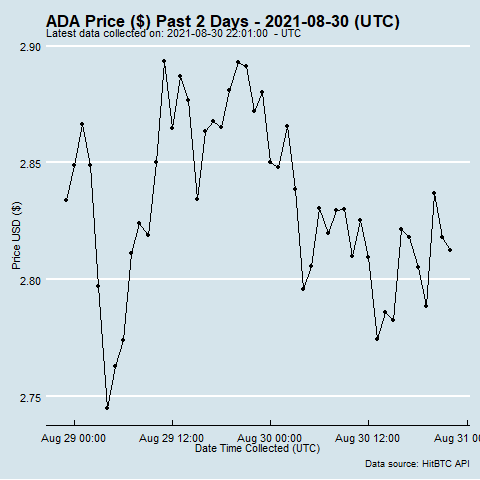 ADA Price ($) Past 2 Days - 2021-08-30 (UTC)
Latest data collected on: 2021-08-30 22:01:00 - UTC
2.90
2.85
2.80
2.75
Price USD ($)
Aug 29 00:00 Aug 29 12:00 Aug 30 00:00 Aug 30 12:00 Aug 31 0
Date Time Collected (UTC)
Data source: HitBTC API